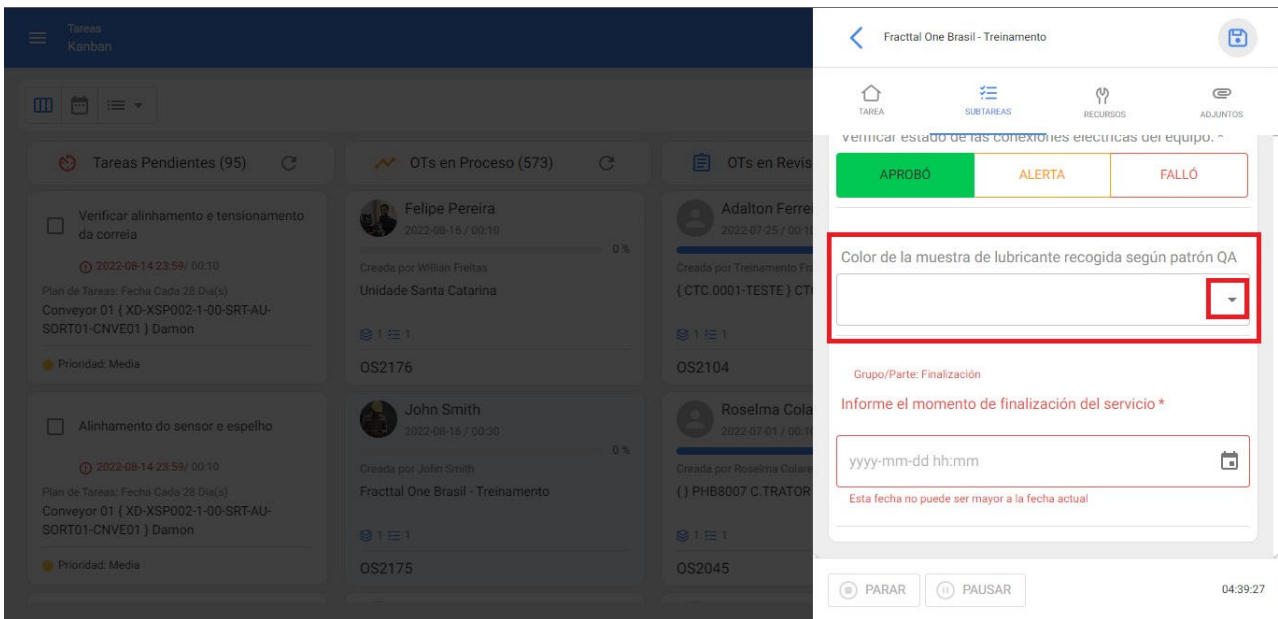 Tareas
Kanban
Tareas Pendientes (95)
OTs en Proceso (573)
OTs en Revis
Verificar alinhamento e tensionamento
da correia
2022-08-14 23:59/ 00:10
Plan de Tareas: Fecha Cada 28 Dia(s)
Conveyor 01 { XD-XSP002-1-00-SRT-AU-
SORT01-CNVE01 } Damon
Prioridad: Media
Alinhamento do sensor e espelho
2022-08-14 23:59/ 00:10
Plan de Tareas: Fecha Cada 28 Dia(s)
Conveyor 01 { XD-XSP002-1-00-SRT-AU-
SORT01-CNVE01 } Damon
Prioridad: Media
Felipe Pereira
2022-08-16 / 00:10
0 %
Creada por Willian Freitas
Unidade Santa Catarina
1 1
OS2176
John Smith
2022-08-16 / 00:30
0 %
Creada por John Smith
Fracttal One Brasil - Treinamento
1 1
OS2175
Adalton Ferrei
2022-07-25 / 00:10
Creada por Treinamento Fra
{ CTC.0001-TESTE } CT
1 1
OS2104
Roselma Cola
2022-07-01 / 00:1
Creada por Roselma Colare
{ } PHB8007 C.TRATOR
1 1
OS2045
Fracttal One Brasil - Treinamento
TAREA
SUBTAREAS
RECURSOS
ADJUNTOS
Verificar estado de las conexiones eléctricas del equipo. *
APROBÓ
ALERTA
FALLÓ
Color de la muestra de lubricante recogida según patrón QA
Grupo/Parte: Finalización
Informe el momento de finalización del servicio *
yyyy-mm-dd hh:mm
Esta fecha no puede ser mayor a la fecha actual
PARAR
PAUSAR
04:39:27